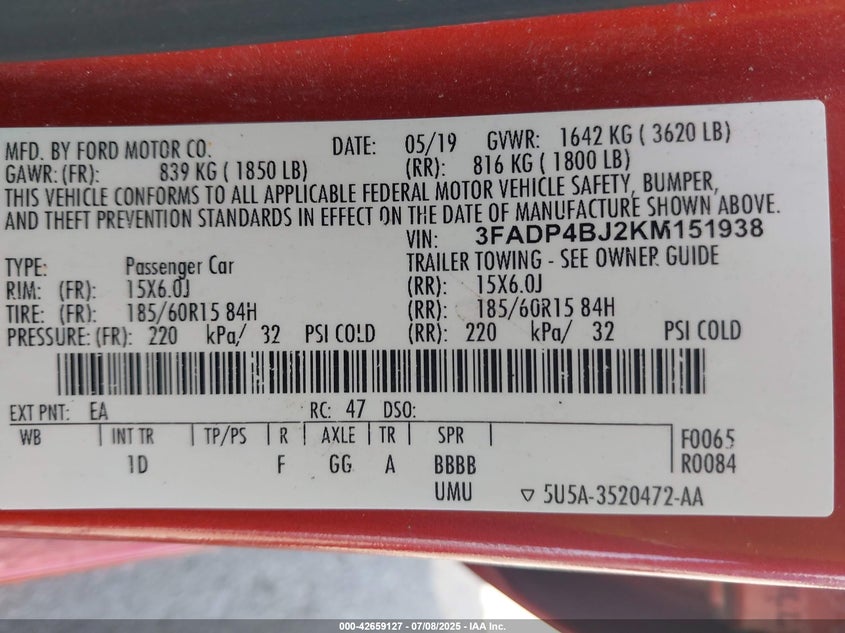 MFD. BY FORD MOTOR CO. DATE: 05/19 GVWR: 1642 KG ( 3620 LB)
GAWR: (FR): 839 KG ( 1850 LB) (RR): 816 KG ( 1800 LB)
THIS VEHICLE CONFORMS TO ALL APPLICABLE FEDERAL MOTOR VEHICLE SAFETY, BUMPER,
AND THEFT PREVENTION STANDARDS IN EFFECT ON THE DATE OF MANUFACTURE SHOWN ABOVE.
VIN: 3FADP4BJ2KM151938
TYPE: Passenger Car TRAILER TOWING - SEE OWNER GUIDE
RIM: (FR): 15X6.0J (RR): 15X6.0J
TIRE: (FR): 185/60R15 84H (RR): 185/60R15 84H
PRESSURE: (FR): 220 kPa/ 32 PSI COLD (RR): 220 kPa/ 32 PSI COLD
EXT PNT: EA RC: 47 DSO:
WB INT TR TP/PS R AXLE TR SPR F0065
1D F GG A BBBB R0084
UMU ▽ 5U5A-3520472-AA
000-42659127 - 07/08/2025 - IAA Inc.